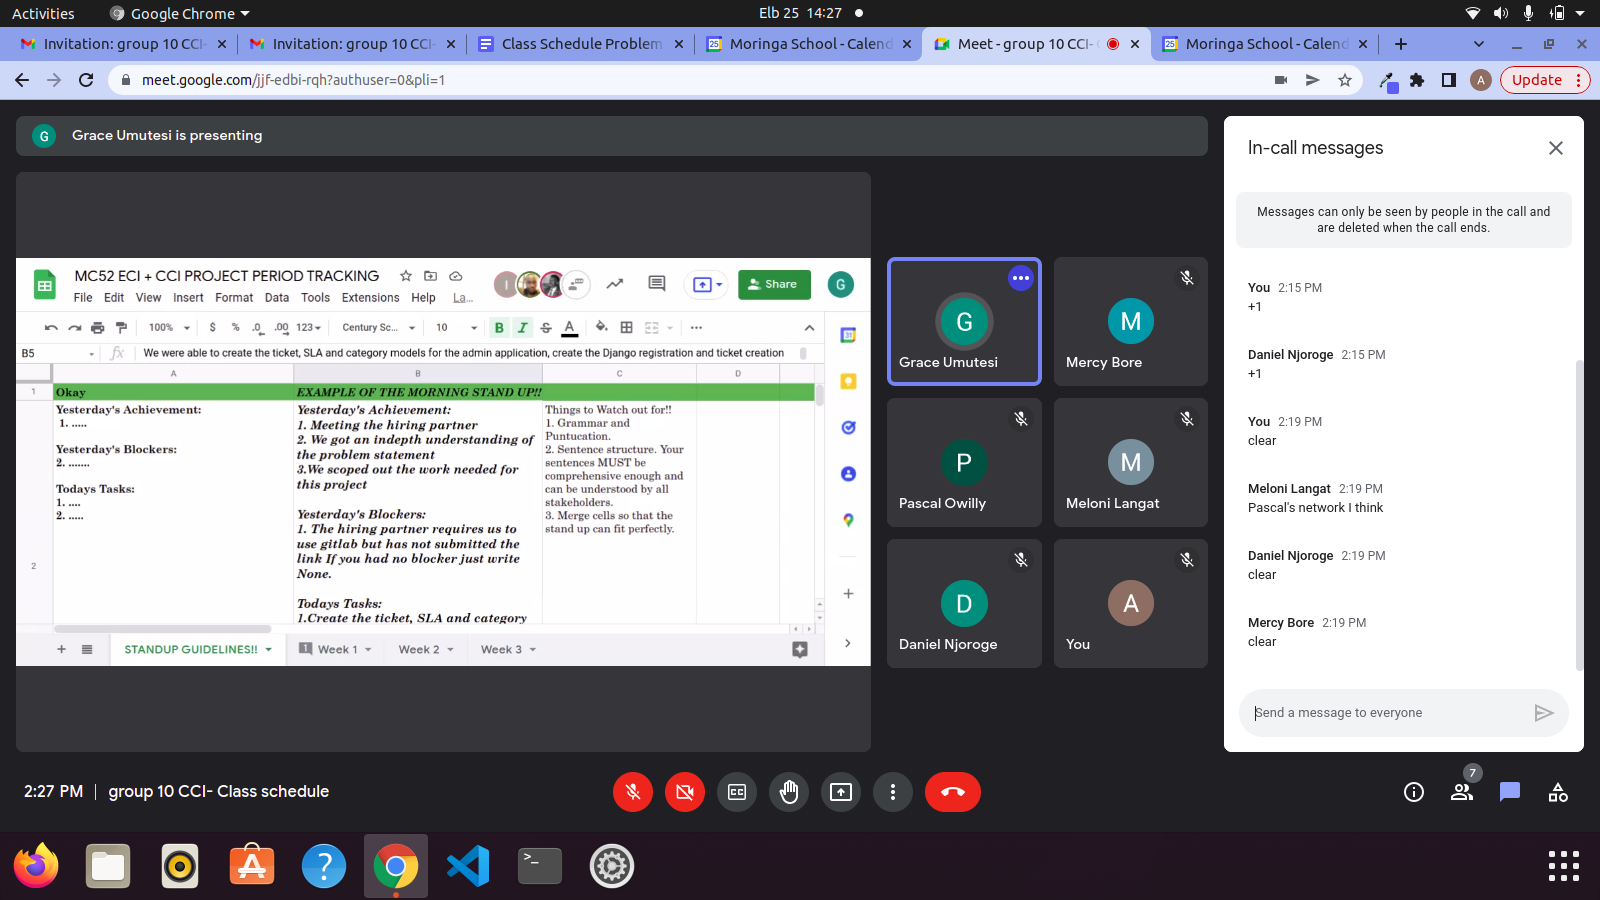 Activities
Google Chrome
Elb 25 14:27
Invitation: group 10 CCI-
Invitation: group 10 CCI-
Class Schedule Problem
Moringa School - Calend
Meet - group 10 CCI-
Moringa School - Calend
meet.google.com/jjf-edbi-rqh?authuser=0&pli=1
A
Update
G
Grace Umutesi is presenting
MC52 ECI + CCI PROJECT PERIOD TRACKING
File Edit View Insert Format Data Tools Extensions Help La...
I
Share
G
100% $ % .0 .00 123 Century Sc... 10 B I S A
B5
fx
We were able to create the ticket, SLA and category models for the admin application, create the Django registration and ticket creation
A B C D
1
Okay
EXAMPLE OF THE MORNING STAND UP!!
2
Yesterday's Achievement:
1. .....
Yesterday's Blockers:
2. .......
Todays Tasks:
1. ....
2. .....
Yesterday's Achievement:
1. Meeting the hiring partner
2. We got an indepth understanding of
the problem statement
3.We scoped out the work needed for
this project
Yesterday's Blockers:
1. The hiring partner requires us to
use gitlab but has not submitted the
link If you had no blocker just write
None.
Todays Tasks:
1.Create the ticket, SLA and category
Things to Watch out for!!
1. Grammar and
Puntucation.
2. Sentence structure. Your
sentences MUST be
comprehensive enough and
can be understood by all
stakeholders.
3. Merge cells so that the
stand up can fit perfectly.
STANDUP GUIDELINES!!
1
Week 1
Week 2
Week 3
31
G
Grace Umutesi
M
Mercy Bore
P
Pascal Owilly
M
Meloni Langat
D
Daniel Njoroge
A
You
In-call messages
Messages can only be seen by people in the call and
are deleted when the call ends.
You 2:15 PM
+1
Daniel Njoroge 2:15 PM
+1
You 2:19 PM
clear
Meloni Langat 2:19 PM
Pascal's network I think
Daniel Njoroge 2:19 PM
clear
Mercy Bore 2:19 PM
clear
Send a message to everyone
2:27 PM | group 10 CCI- Class schedule
7